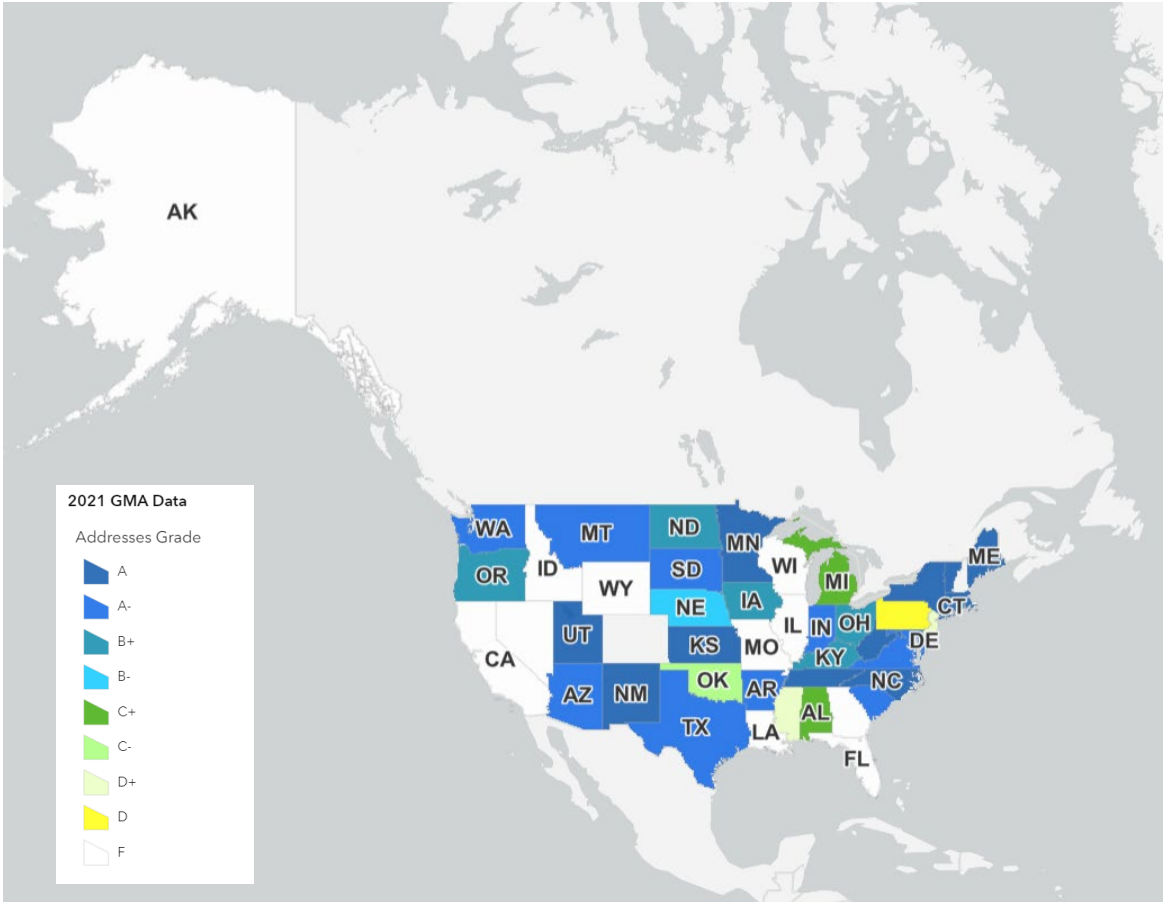 AK
WA
MT
ND
MN
ME
OR
ID
SD
WI
MI
WY
NE
IA
CT
UT
IL
IN
OH
DE
CA
KS
MO
KY
AZ
NM
OK
AR
NC
TX
LA
AL
FL
2021 GMA Data
Addresses Grade
A
A-
B+
B-
C+
C-
D+
D
F